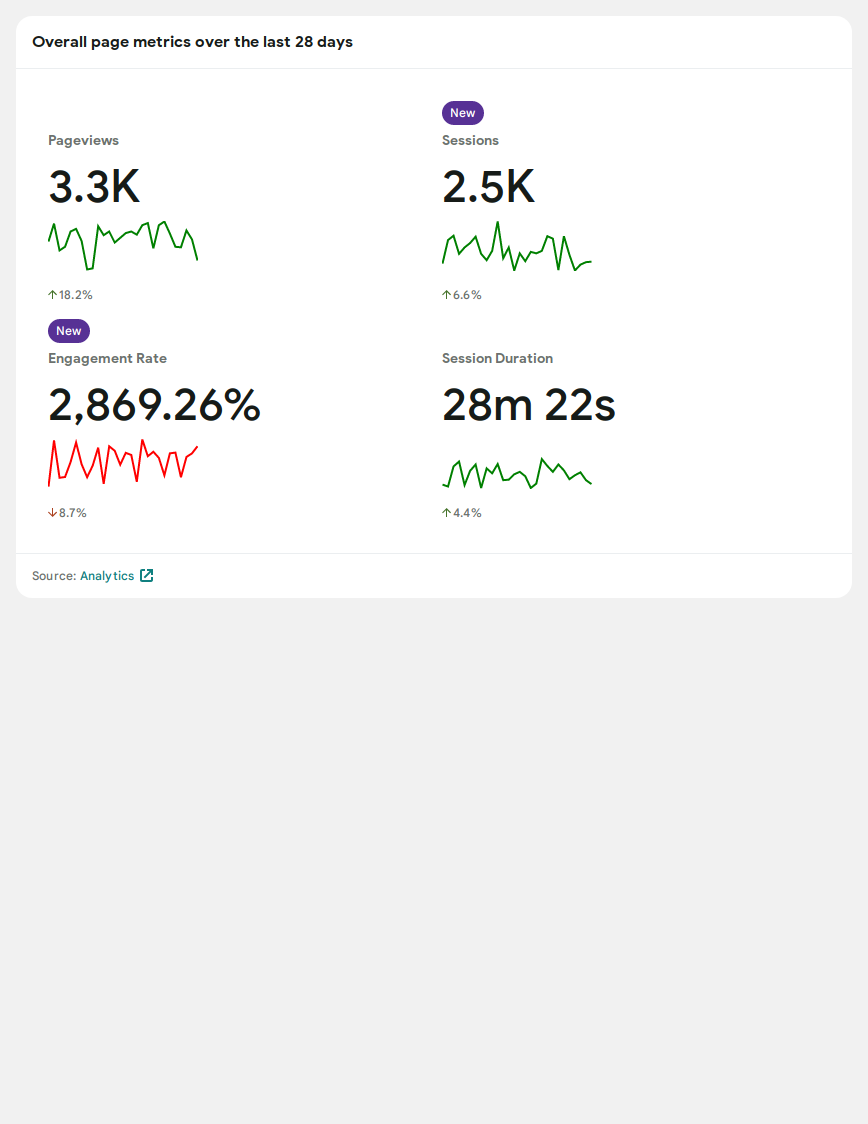 Overall page metrics over the last 28 days
Pageviews
3.3K
18.2%
New
Sessions
2.5K
6.6%
New
Engagement Rate
2,869.26%
8.7%
Session Duration
28m 22s
4.4%
Source: Analytics